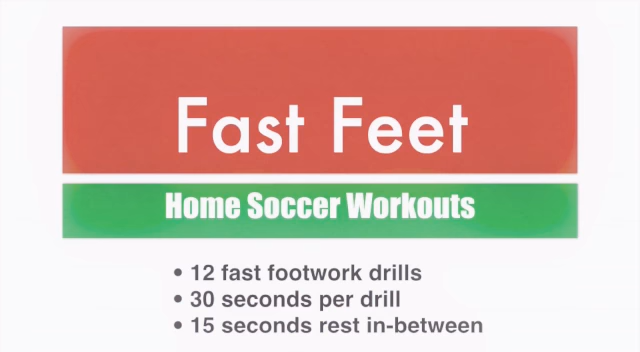 Fast Feet
Home Soccer Workouts
• 12 fast footwork drills
• 30 seconds per drill
• 15 seconds rest in-between